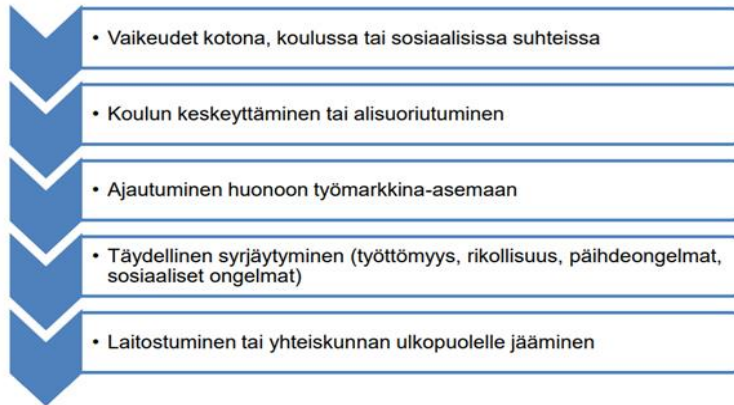 • Vaikeudet kotona, koulussa tai sosiaalisissa suhteissa
• Koulun keskeyttäminen tai alisuoriutuminen
• Ajautuminen huonoon työmarkkina-asemaan
• Täydellinen syrjäytyminen (työttömyys, rikollisuus, päihdeongelmat,
sosiaaliset ongelmat)
• Laitostuminen tai yhteiskunnan ulkopuolelle jääminen